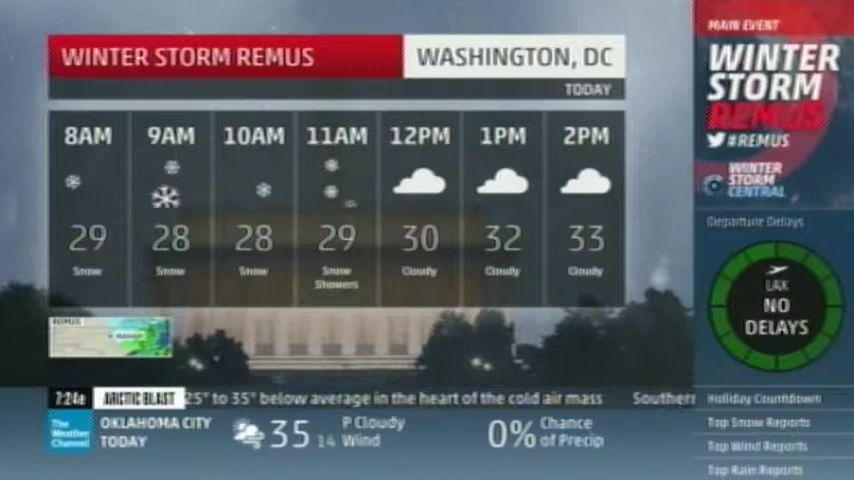 WINTER STORM REMUS
WASHINGTON, DC
TODAY
8AM 9AM 10AM 11AM 12PM 1PM 2PM
29 28 28 29 30 32 33
Snow Snow Snow Snow Showers Cloudy Cloudy Cloudy
REMUS
MAIN EVENT
WINTER
STORM
REMUS
#REMUS
WINTER
STORM
CENTRAL
Departure Delays
LAX
NO
DELAYS
Holiday Countdown
Top Snow Reports
Top Wind Reports
Top Rain Reports
7:24e ARCTIC BLAST 25° to 35° below average in the heart of the cold air mass Southern
The Weather Channel
OKLAHOMA CITY
TODAY
35 14
P Cloudy
Wind
0% Chance
of Precip